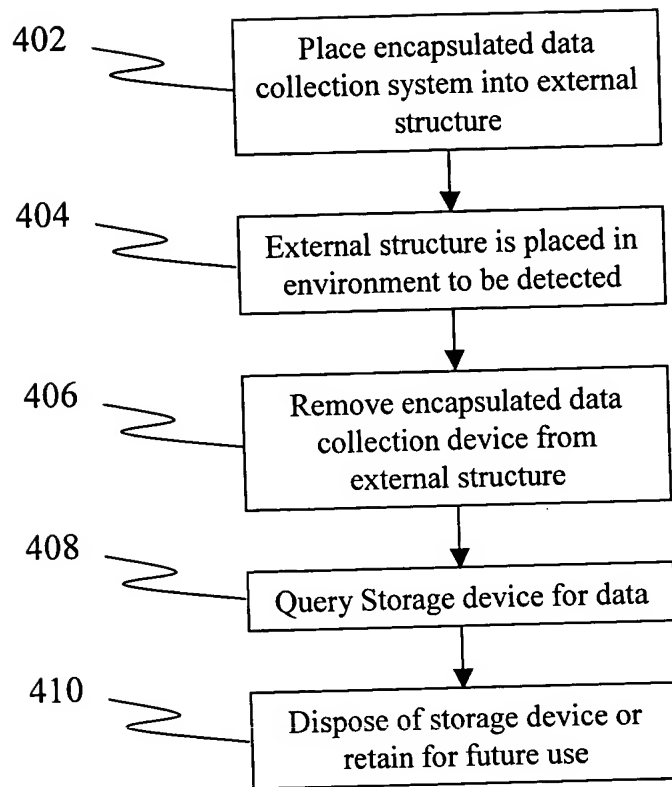 402
Place encapsulated data
collection system into external
structure
404
External structure is placed in
environment to be detected
406
Remove encapsulated data
collection device from
external structure
408
Query Storage device for data
410
Dispose of storage device or
retain for future use